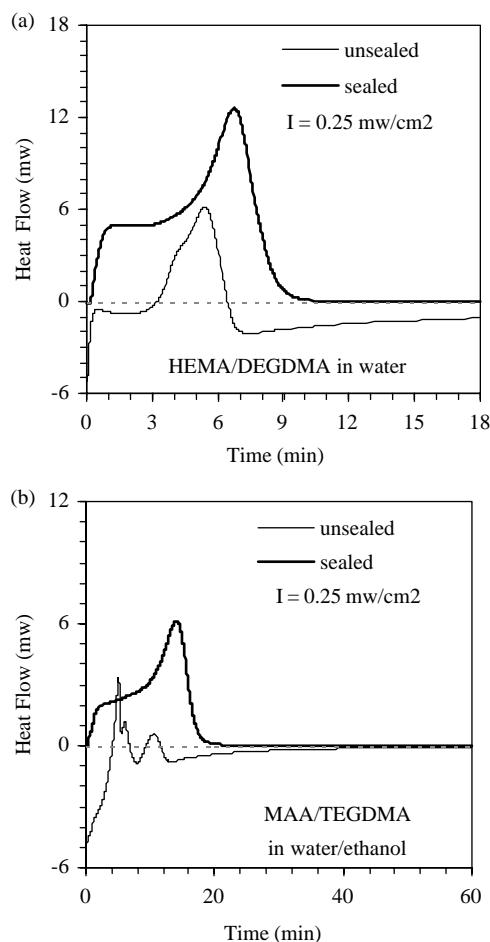 (a)
18
12
6
0
-6
Heat Flow (mw)
unsealed
sealed
I = 0.25 mw/cm2
HEMA/DEGDMA in water
0 3 6 9 12 15 18
Time (min)
(b)
12
6
0
-6
Heat Flow (mw)
unsealed
sealed
I = 0.25 mw/cm2
MAA/TEGDMA
in water/ethanol
0 20 40 60
Time (min)